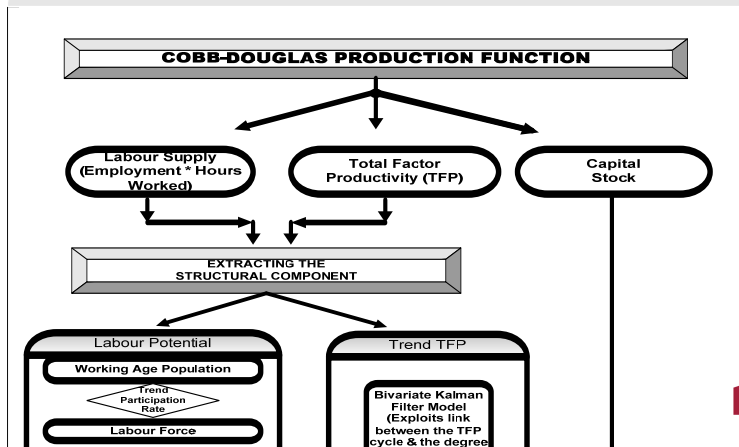 COBB-DOUGLAS PRODUCTION FUNCTION
Labour Supply
(Employment * Hours
Worked)
Total Factor
Productivity (TFP)
Capital
Stock
EXTRACTING THE
STRUCTURAL COMPONENT
Labour Potential
Working Age Population
Trend
Participation
Rate
Labour Force
Trend TFP
Bivariate Kalman
Filter Model
(Exploits link
between the TFP
cycle & the degree